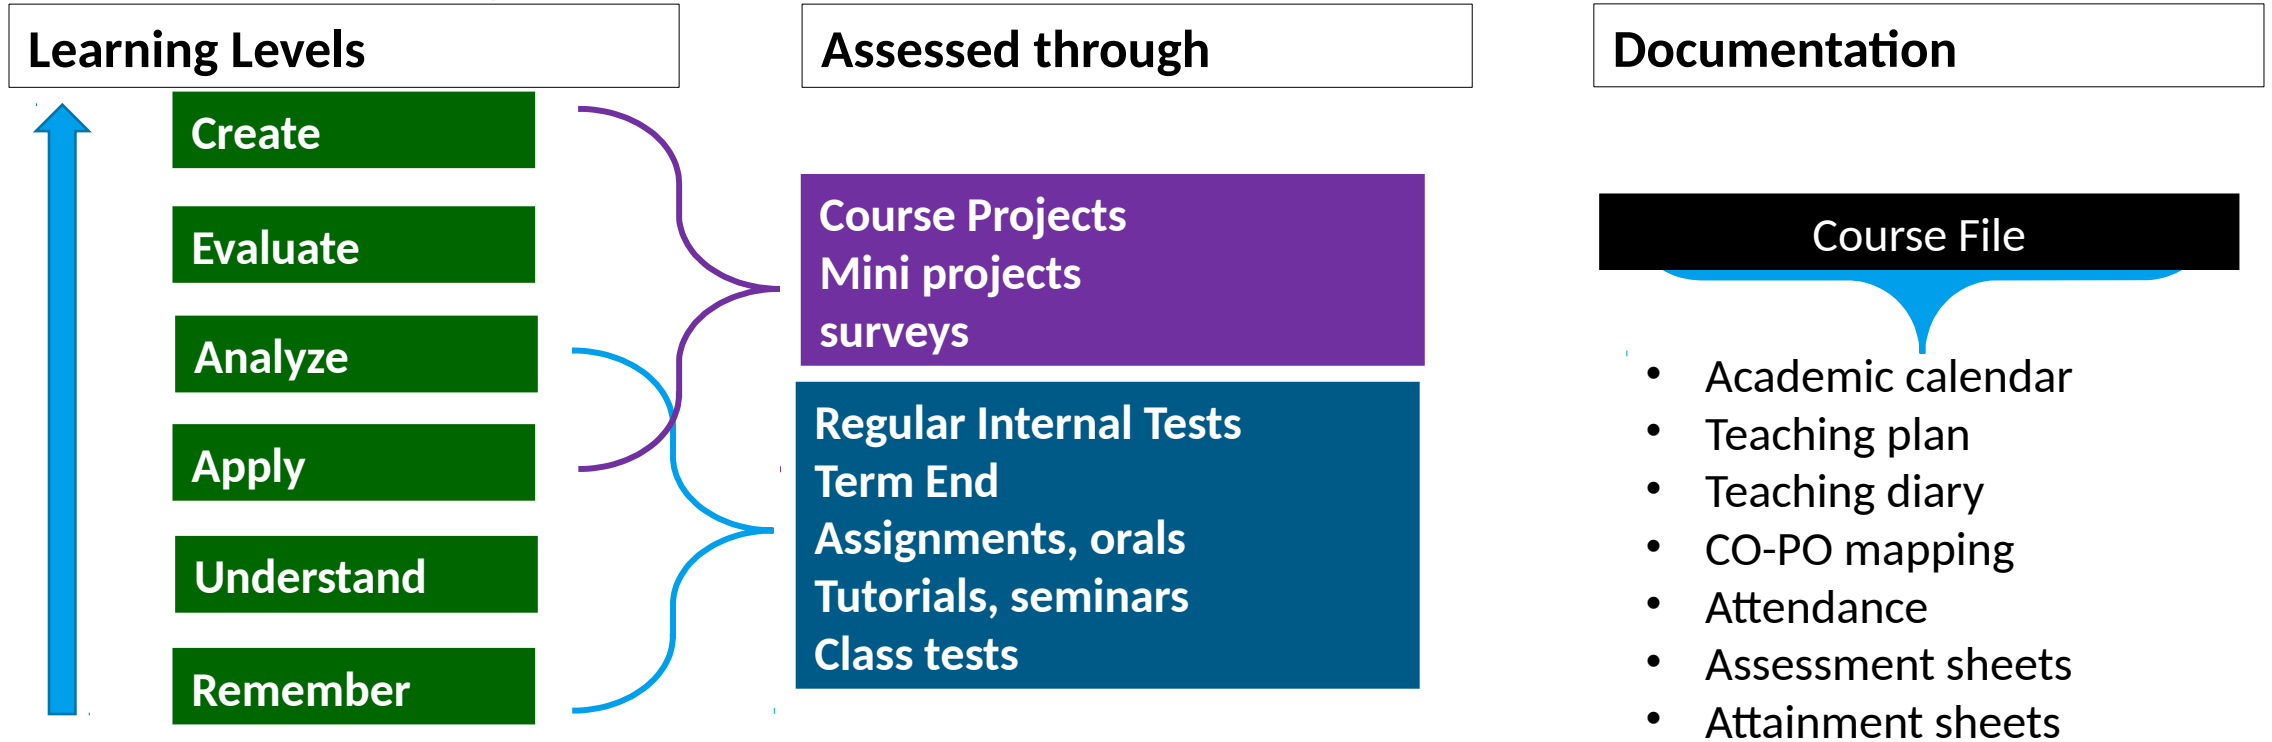 Learning Levels
Create
Evaluate
Analyze
Apply
Understand
Remember
Assessed through
Course Projects
Mini projects
surveys
Regular Internal Tests
Term End
Assignments, orals
Tutorials, seminars
Class tests
Documentation
Course File
• Academic calendar
• Teaching plan
• Teaching diary
• CO-PO mapping
• Attendance
• Assessment sheets
• Attainment sheets